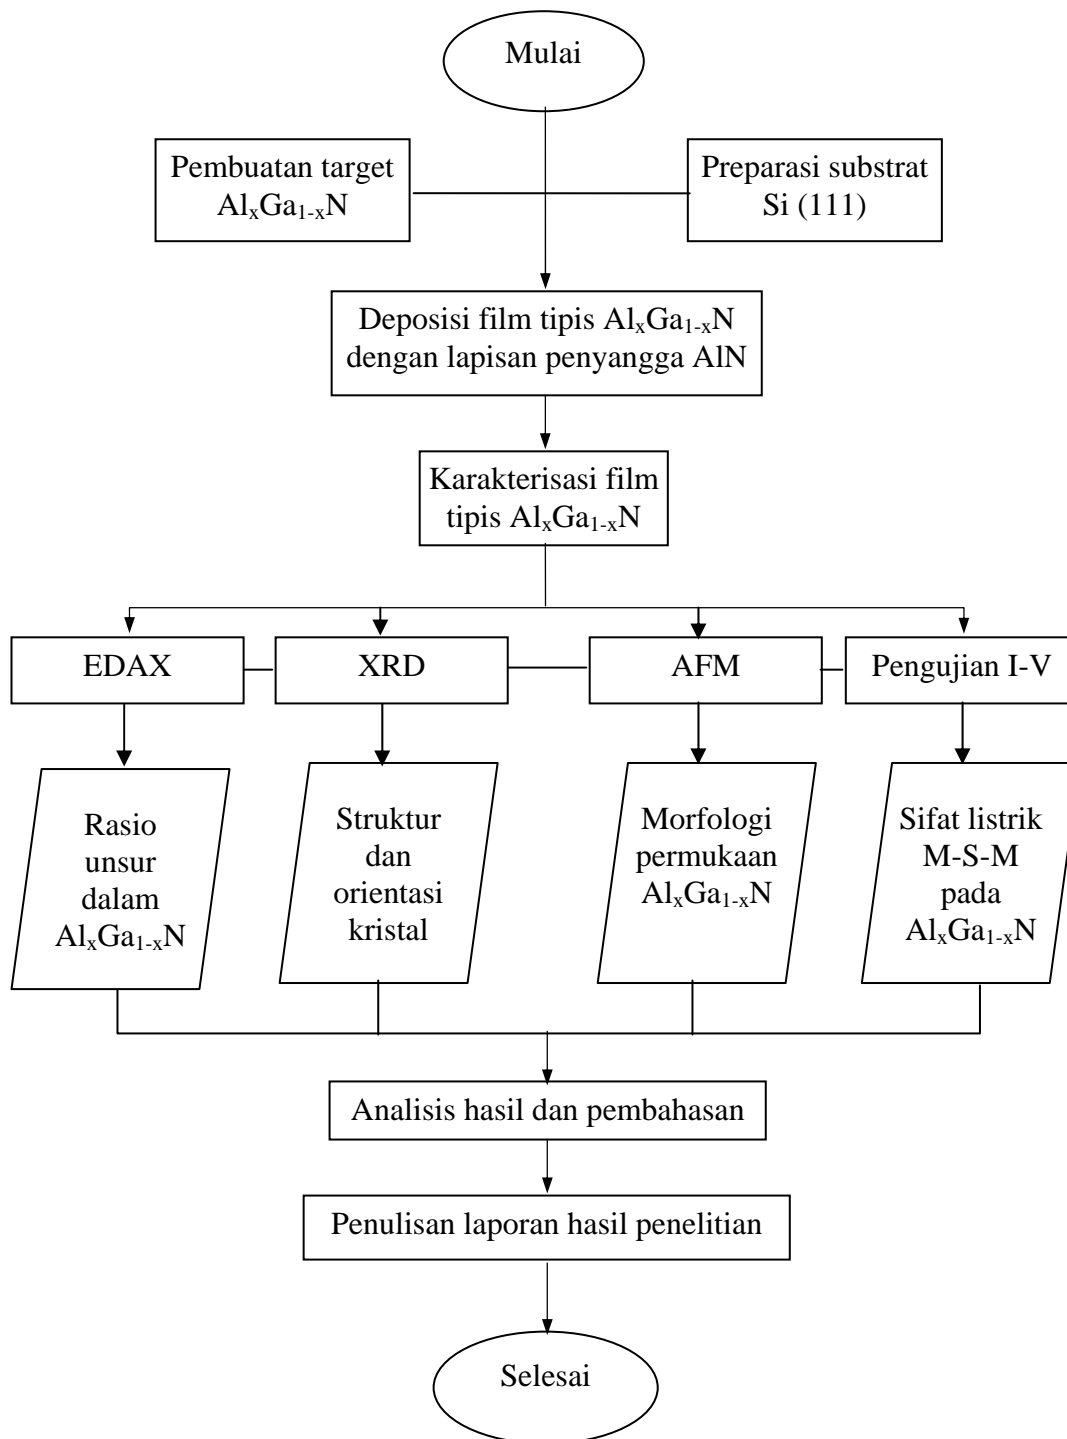 Mulai
Pembuatan target
AlₓGa₁₋ₓN
Preparasi substrat
Si (111)
Deposisi film tipis AlₓGa₁₋ₓN
dengan lapisan penyangga AlN
Karakterisasi film
tipis AlₓGa₁₋ₓN
EDAX
XRD
AFM
Pengujian I-V
Rasio
unsur
dalam
AlₓGa₁₋ₓN
Struktur
dan
orientasi
kristal
Morfologi
permukaan
AlₓGa₁₋ₓN
Sifat listrik
M-S-M
pada
AlₓGa₁₋ₓN
Analisis hasil dan pembahasan
Penulisan laporan hasil penelitian
Selesai